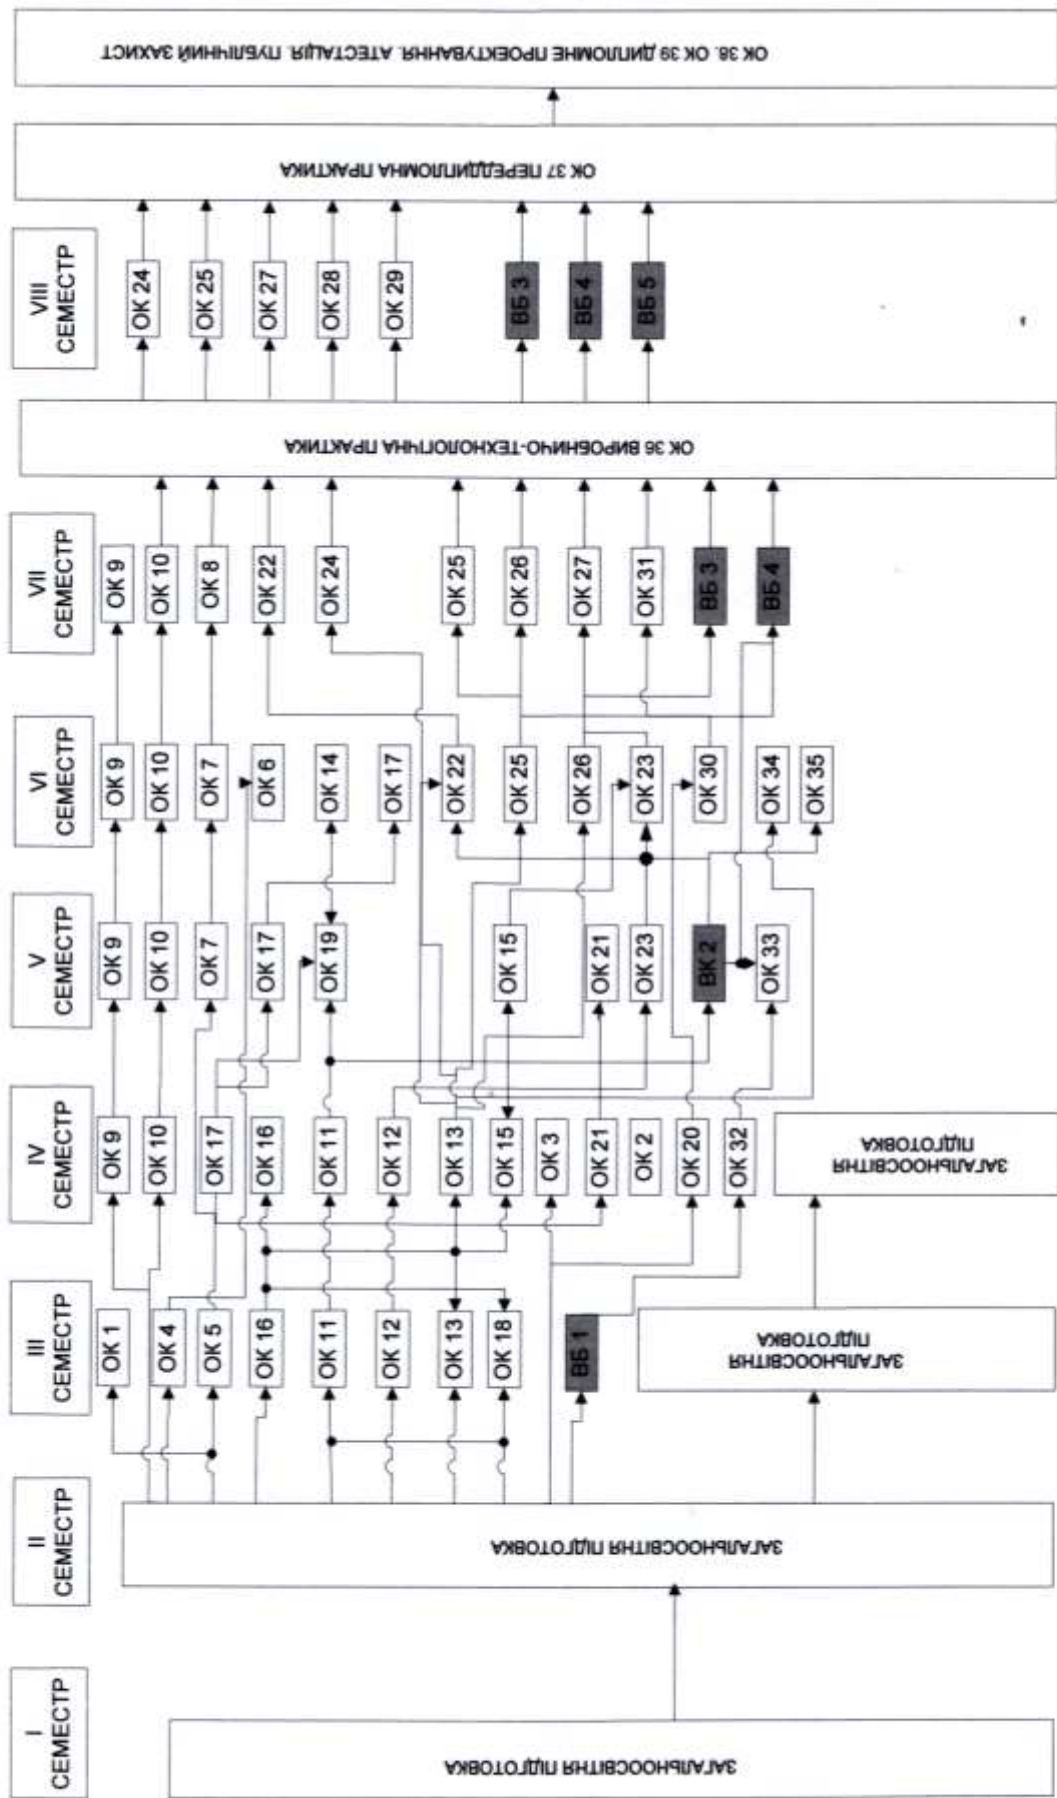 I
СЕМЕСТР
ЗАГАЛЬНООСВІТНЯ ПІДГОТОВКА
II
СЕМЕСТР
ЗАГАЛЬНООСВІТНЯ ПІДГОТОВКА
III
СЕМЕСТР
ОК 1
ОК 4
ОК 5
ОК 16
ОК 11
ОК 12
ОК 13
ОК 18
ВБ 1
ЗАГАЛЬНООСВІТНЯ
ПІДГОТОВКА
IV
СЕМЕСТР
ОК 9
ОК 10
ОК 17
ОК 16
ОК 11
ОК 12
ОК 13
ОК 15
ОК 3
ОК 21
ОК 2
ОК 20
ОК 32
ЗАГАЛЬНООСВІТНЯ
ПІДГОТОВКА
V
СЕМЕСТР
ОК 9
ОК 10
ОК 7
ОК 17
ОК 19
ОК 15
ОК 21
ОК 23
ВК 2
ОК 33
VI
СЕМЕСТР
ОК 9
ОК 10
ОК 7
ОК 6
ОК 14
ОК 17
ОК 22
ОК 25
ОК 26
ОК 23
ОК 30
ОК 34
ОК 35
VII
СЕМЕСТР
ОК 9
ОК 10
ОК 8
ОК 22
ОК 24
ОК 25
ОК 26
ОК 27
ОК 31
ВБ 3
ВБ 4
ОК 36 ВИРОБНИЧО-ТЕХНОЛОГІЧНА ПРАКТИКА
VIII
СЕМЕСТР
ОК 24
ОК 25
ОК 27
ОК 28
ОК 29
ВБ 3
ВБ 4
ВБ 5
ОК 37 ПЕРЕДДИПЛОМНА ПРАКТИКА
ОК 38. ОК 39 ДИПЛОМНЕ ПРОЕКТУВАННЯ. АТЕСТАЦІЯ. ПУБЛІЧНИЙ ЗАХИСТ